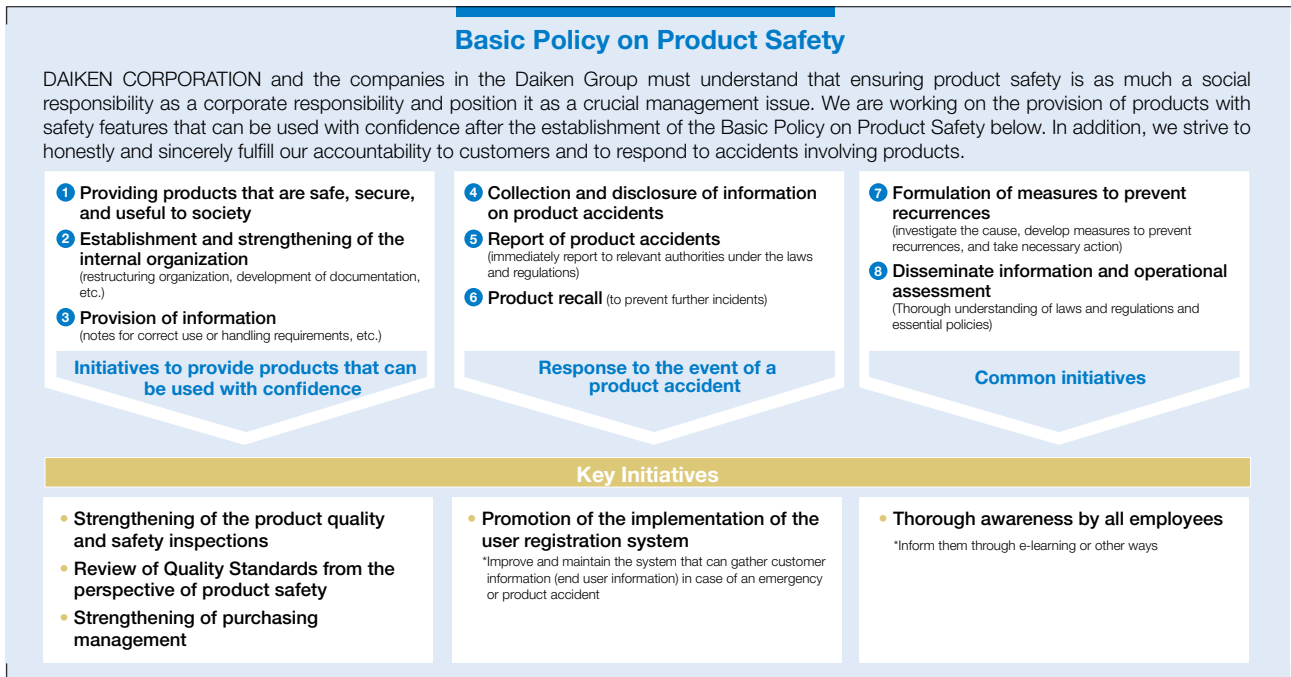 Basic Policy on Product Safety
DAIKEN CORPORATION and the companies in the Daiken Group must understand that ensuring product safety is as much a social
responsibility as a corporate responsibility and position it as a crucial management issue. We are working on the provision of products with
safety features that can be used with confidence after the establishment of the Basic Policy on Product Safety below. In addition, we strive to
honestly and sincerely fulfill our accountability to customers and to respond to accidents involving products.
1 Providing products that are safe, secure,
and useful to society
2 Establishment and strengthening of the
internal organization
(restructuring organization, development of documentation,
etc.)
3 Provision of information
(notes for correct use or handling requirements, etc.)
Initiatives to provide products that can
be used with confidence
4 Collection and disclosure of information
on product accidents
5 Report of product accidents
(immediately report to relevant authorities under the laws
and regulations)
6 Product recall (to prevent further incidents)
Response to the event of a
product accident
7 Formulation of measures to prevent
recurrences
(investigate the cause, develop measures to prevent
recurrences, and take necessary action)
8 Disseminate information and operational
assessment
(Thorough understanding of laws and regulations and
essential policies)
Common initiatives
Key Initiatives
• Strengthening of the product quality
and safety inspections
• Review of Quality Standards from the
perspective of product safety
• Strengthening of purchasing
management
• Promotion of the implementation of the
user registration system
*Improve and maintain the system that can gather customer
information (end user information) in case of an emergency
or product accident
• Thorough awareness by all employees
*Inform them through e-learning or other ways